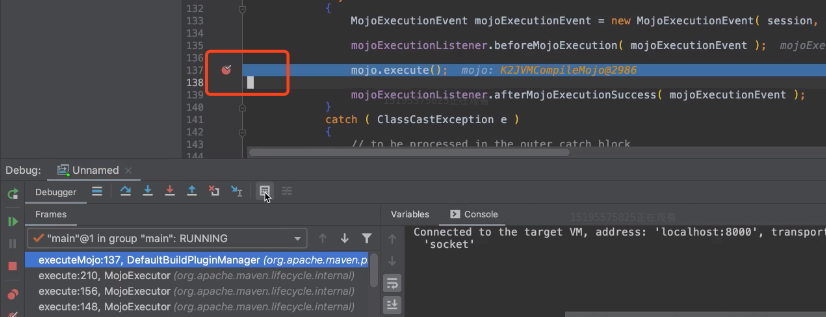 132
{
133
MojoExecutionEvent mojoExecutionEvent = new MojoExecutionEvent( session,
134
135
mojoExecutionListener.beforeMojoExecution( mojoExecutionEvent ); mojoExe
136
137
mojo.execute(); mojo: K2JVMCompileMojo@2986
138
139
mojoExecutionListener.afterMojoExecutionSuccess( mojoExecutionEvent );
140
}
141
catch ( ClassCastException e )
142
{
143
// to be processed in the outer catch block
144
Debug:
Unnamed
Debugger
Frames
Variables
Console
"main"@1 in group "main": RUNNING
Connected to the target VM, address: 'localhost:8000', transport
'socket'
executeMojo:137, DefaultBuildPluginManager (org.apache.maven.p
execute:210, MojoExecutor (org.apache.maven.lifecycle.internal)
execute:156, MojoExecutor (org.apache.maven.lifecycle.internal)
execute:148, MojoExecutor (org.apache.maven.lifecycle.internal)